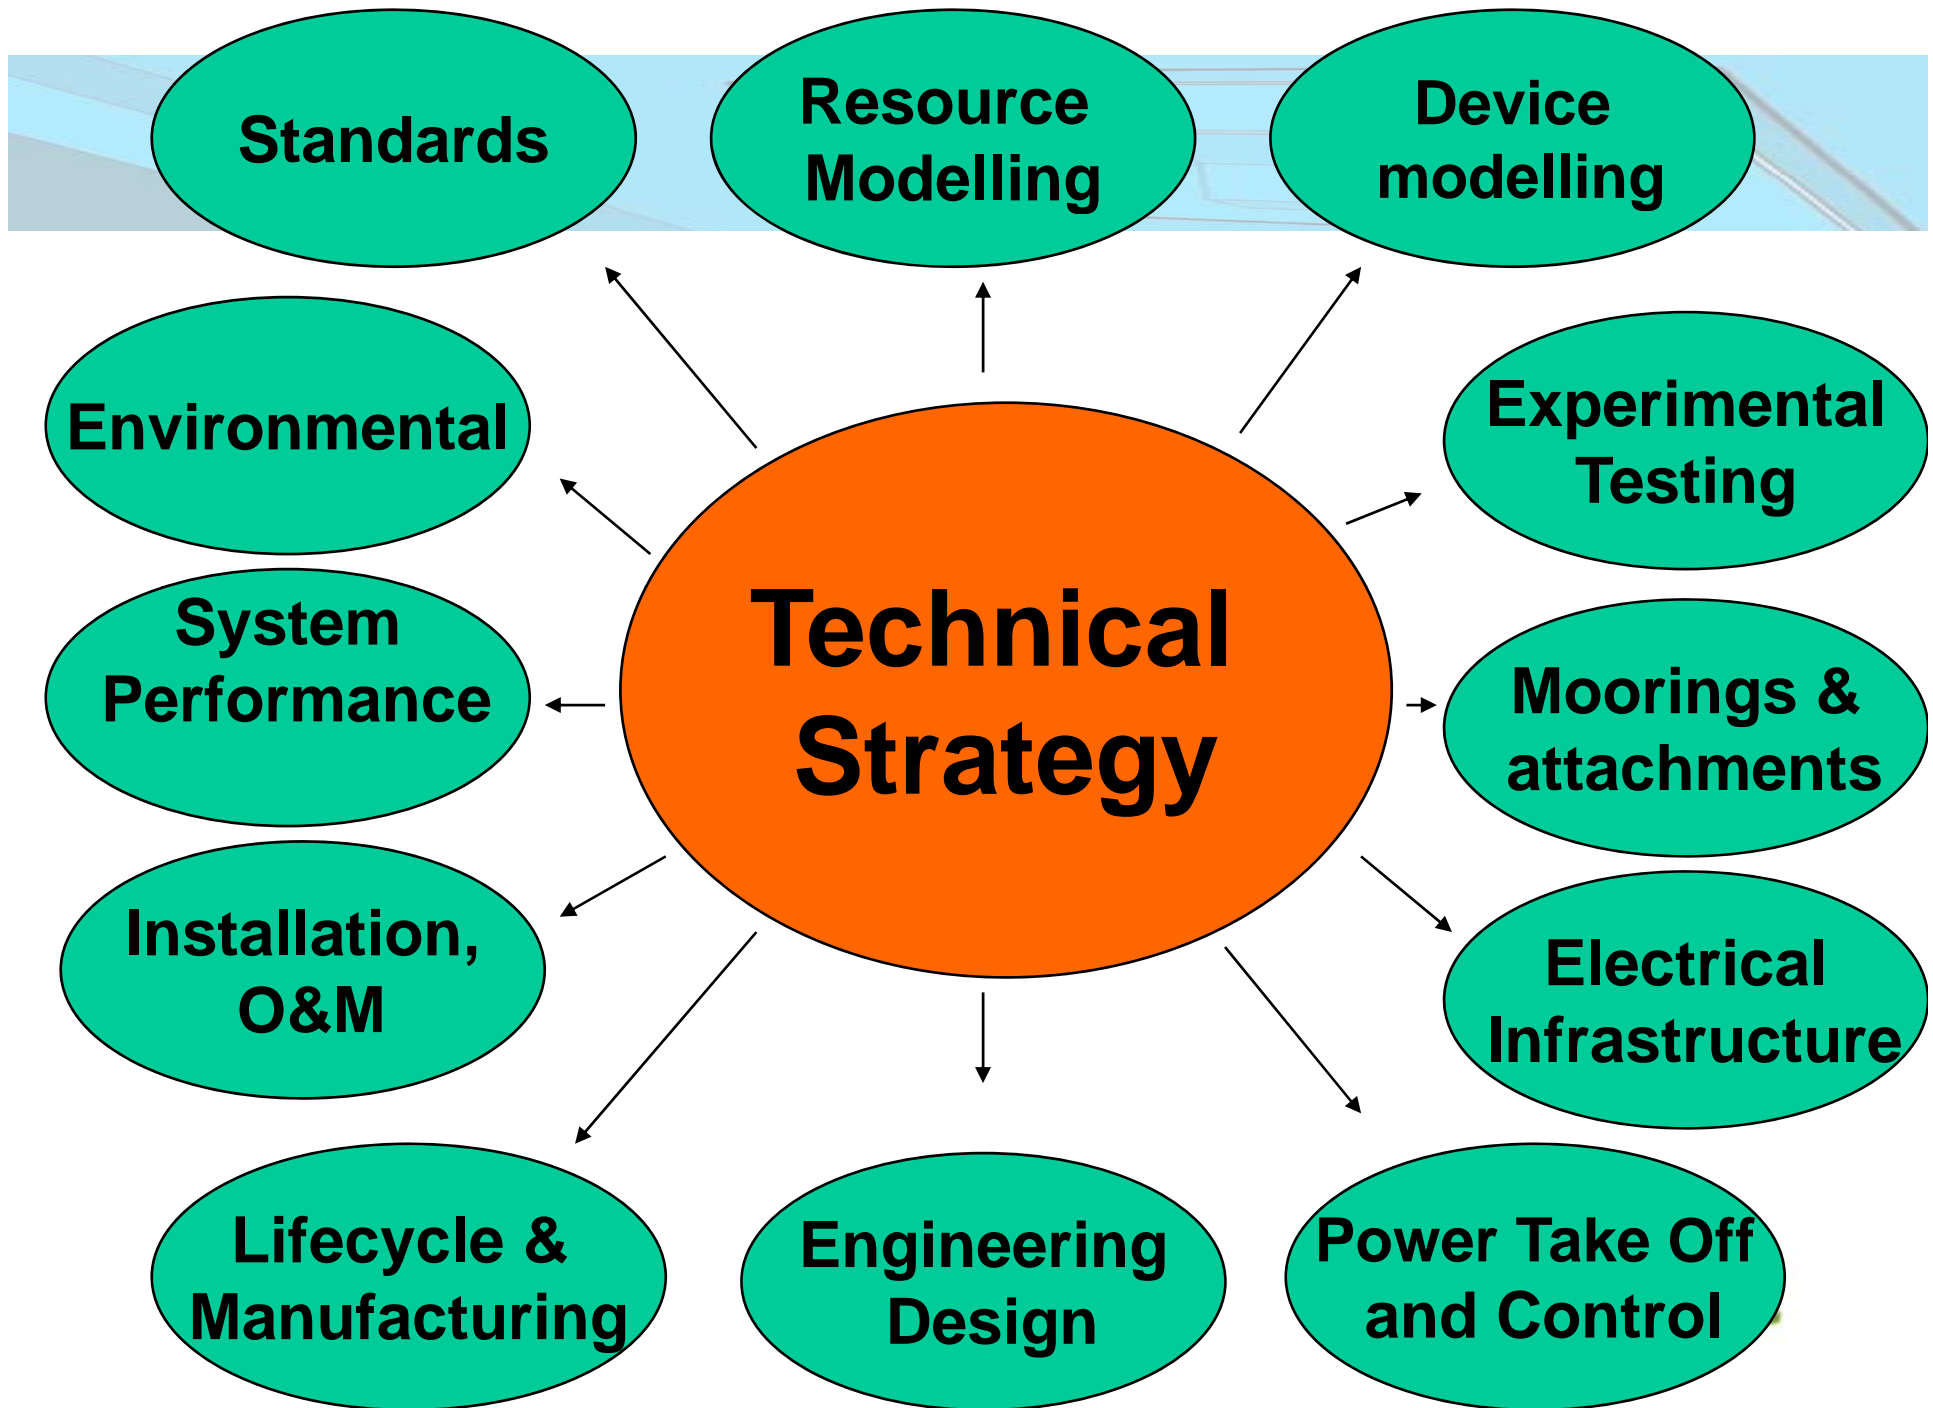 Standards
Resource
Modelling
Device
modelling
Environmental
Experimental
Testing
System
Performance
Technical
Strategy
Moorings &
attachments
Installation,
O&M
Electrical
Infrastructure
Lifecycle &
Manufacturing
Engineering
Design
Power Take Off
and Control